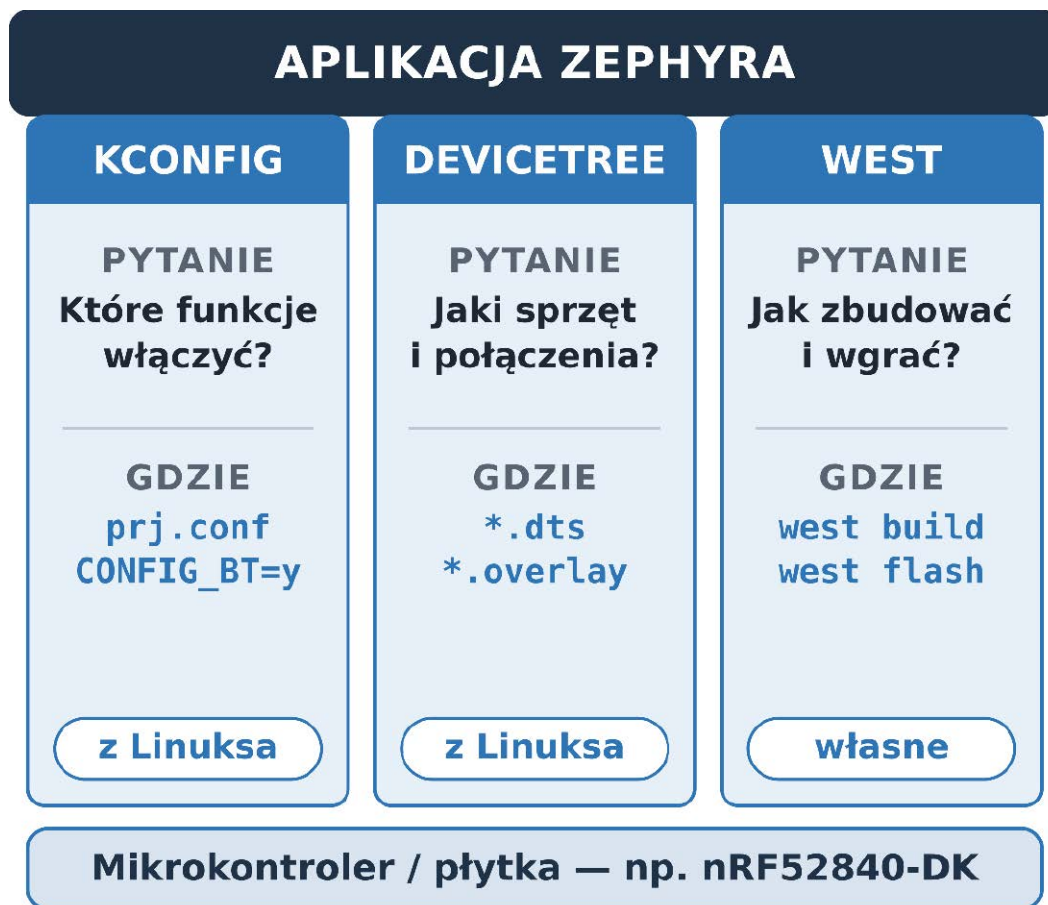 APLIKACJA ZEPHYRA
KCONFIG
PYTANIE
Które funkcje
włączyć?
GDZIE
prj.conf
CONFIG_BT=y
z Linuksa
DEVICETREE
PYTANIE
Jaki sprzęt
i połączenia?
GDZIE
*.dts
*.overlay
z Linuksa
WEST
PYTANIE
Jak zbudować
i wgrać?
GDZIE
west build
west flash
własne
Mikrokontroler / płytka — np. nRF52840-DK